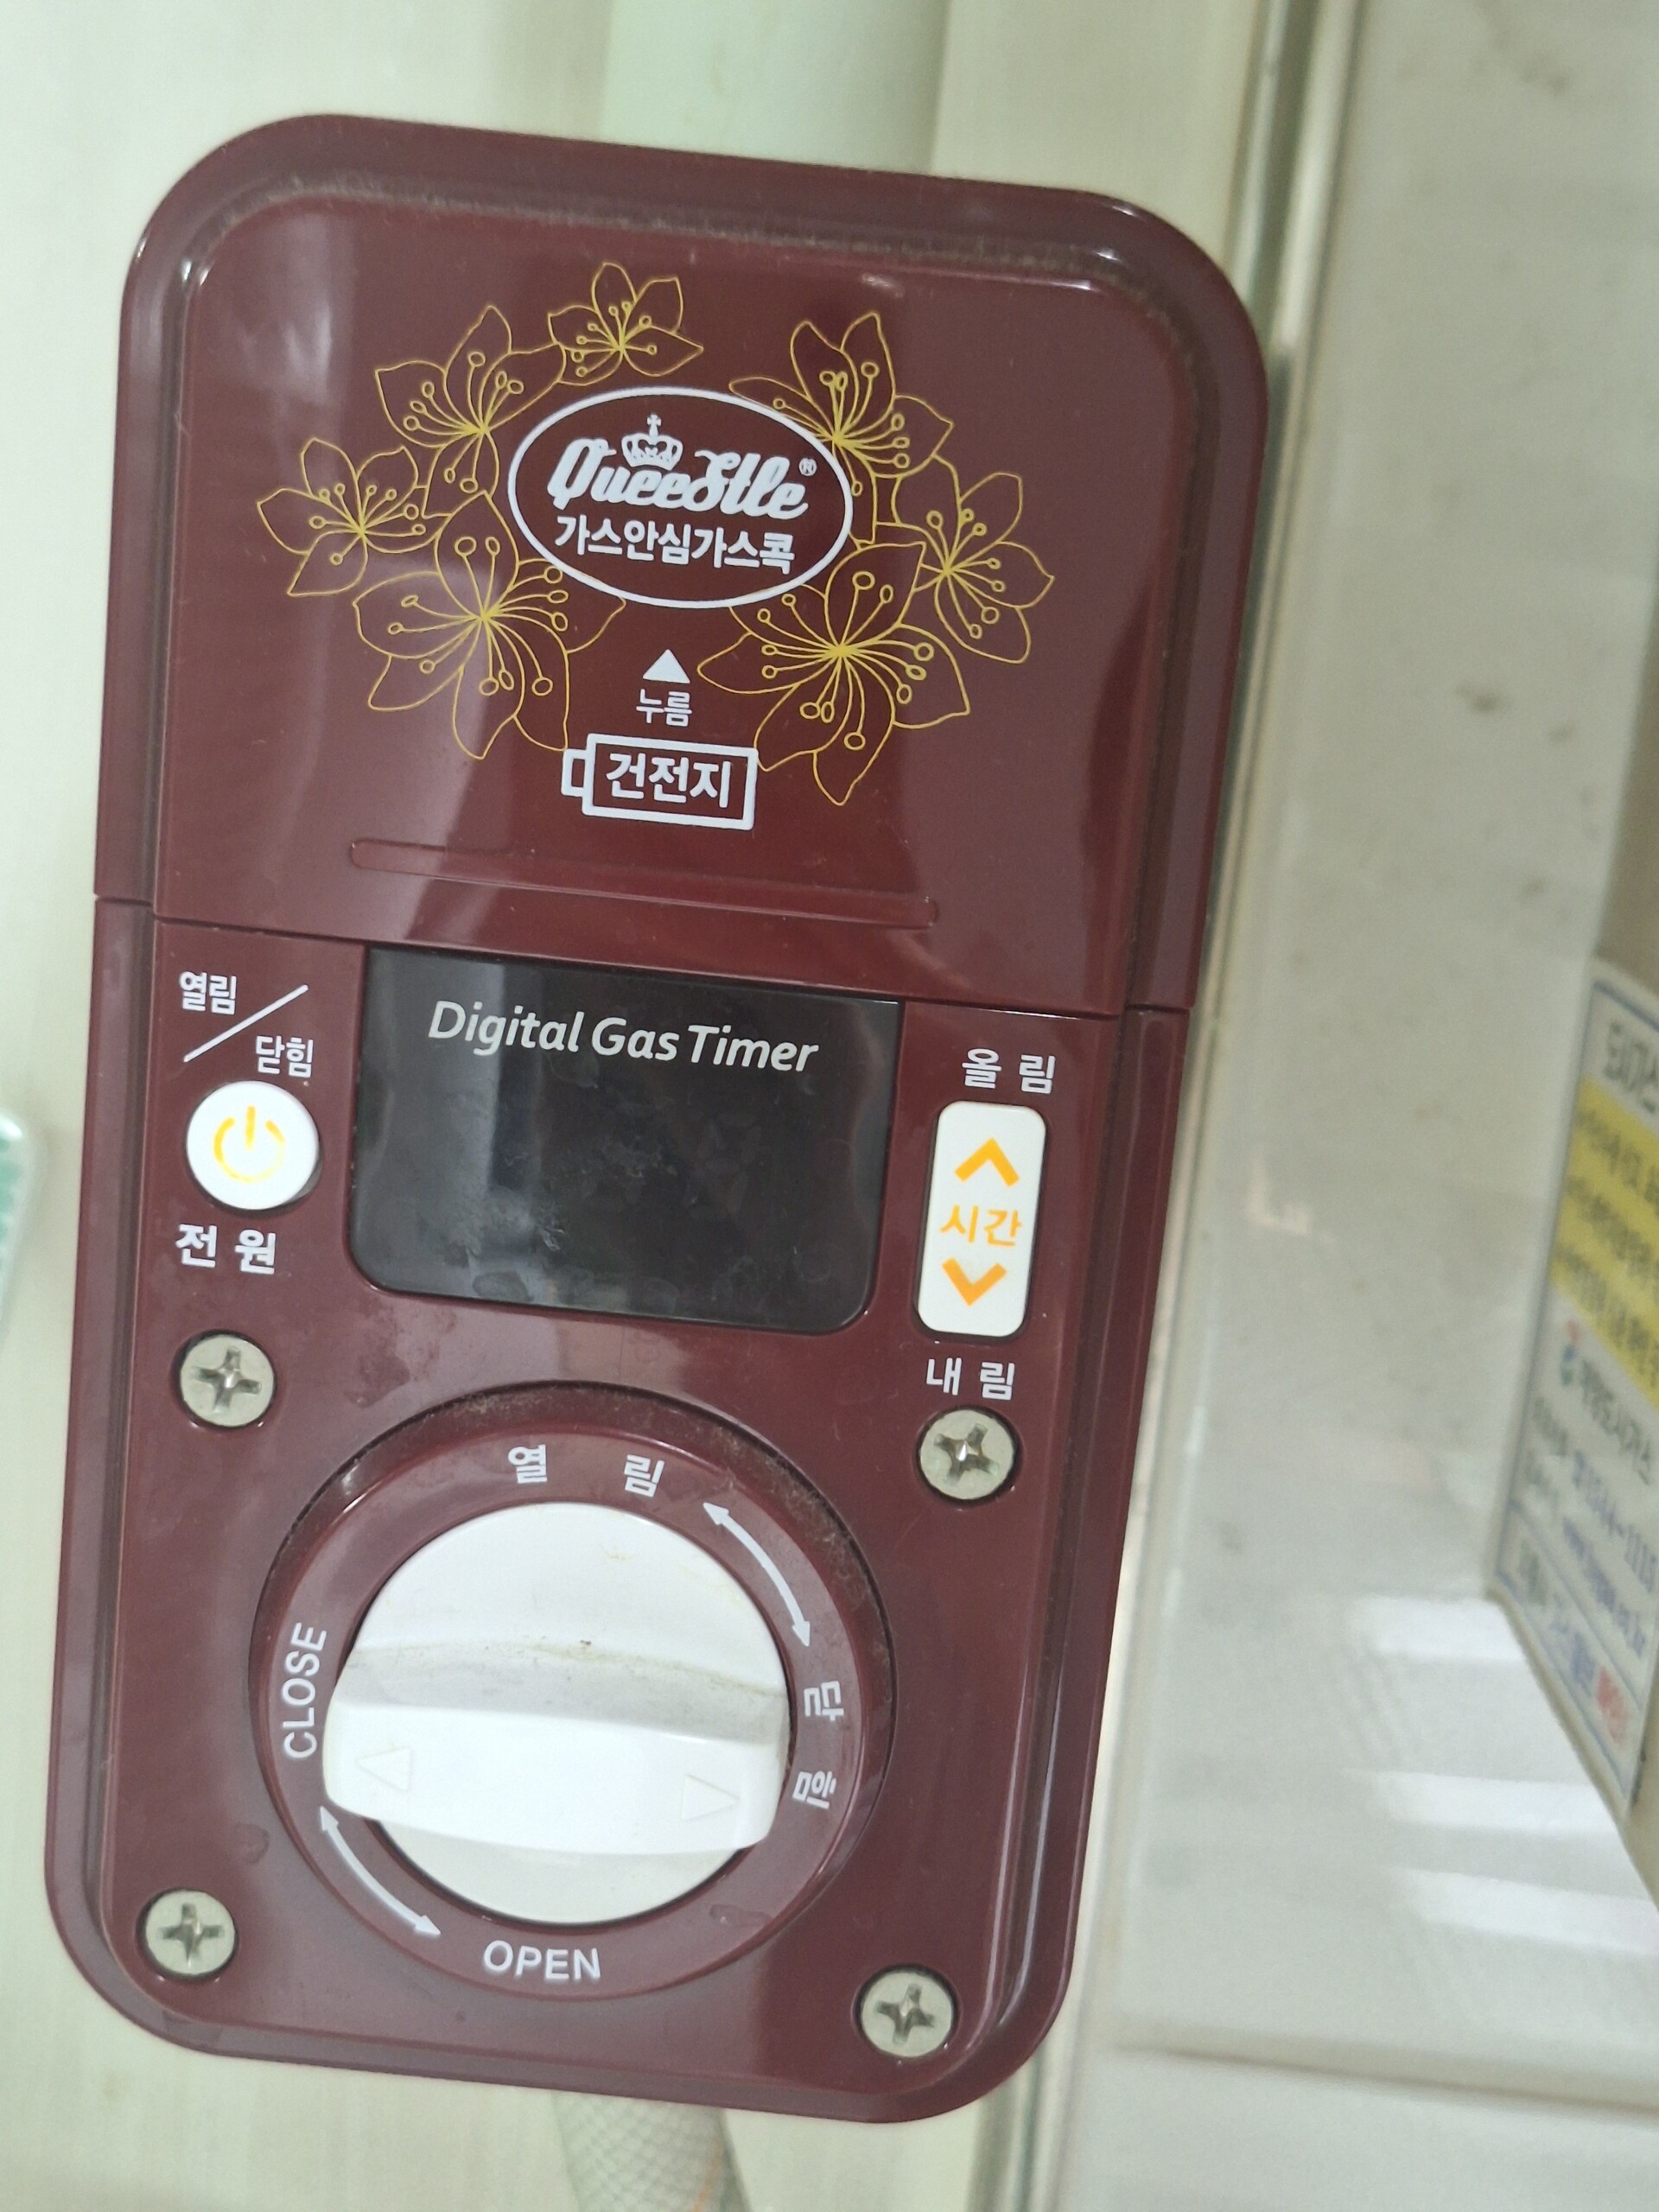 QueeStle®
가스안심가스콕
누름
건전지
Digital Gas Timer
열림/닫힘
전원
올림
시간
내림
열림
닫힘
CLOSE
OPEN